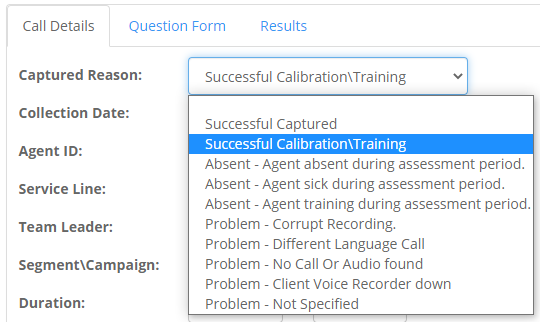 Call Details
Question Form
Results
Captured Reason:
Successful Calibration\Training
Collection Date:
Agent ID:
Service Line:
Team Leader:
Segment\Campaign:
Duration:
Successful Captured
Successful Calibration\Training
Absent - Agent absent during assessment period.
Absent - Agent sick during assessment period.
Absent - Agent training during assessment period.
Problem - Corrupt Recording.
Problem - Different Language Call
Problem - No Call Or Audio found
Problem - Client Voice Recorder down
Problem - Not Specified